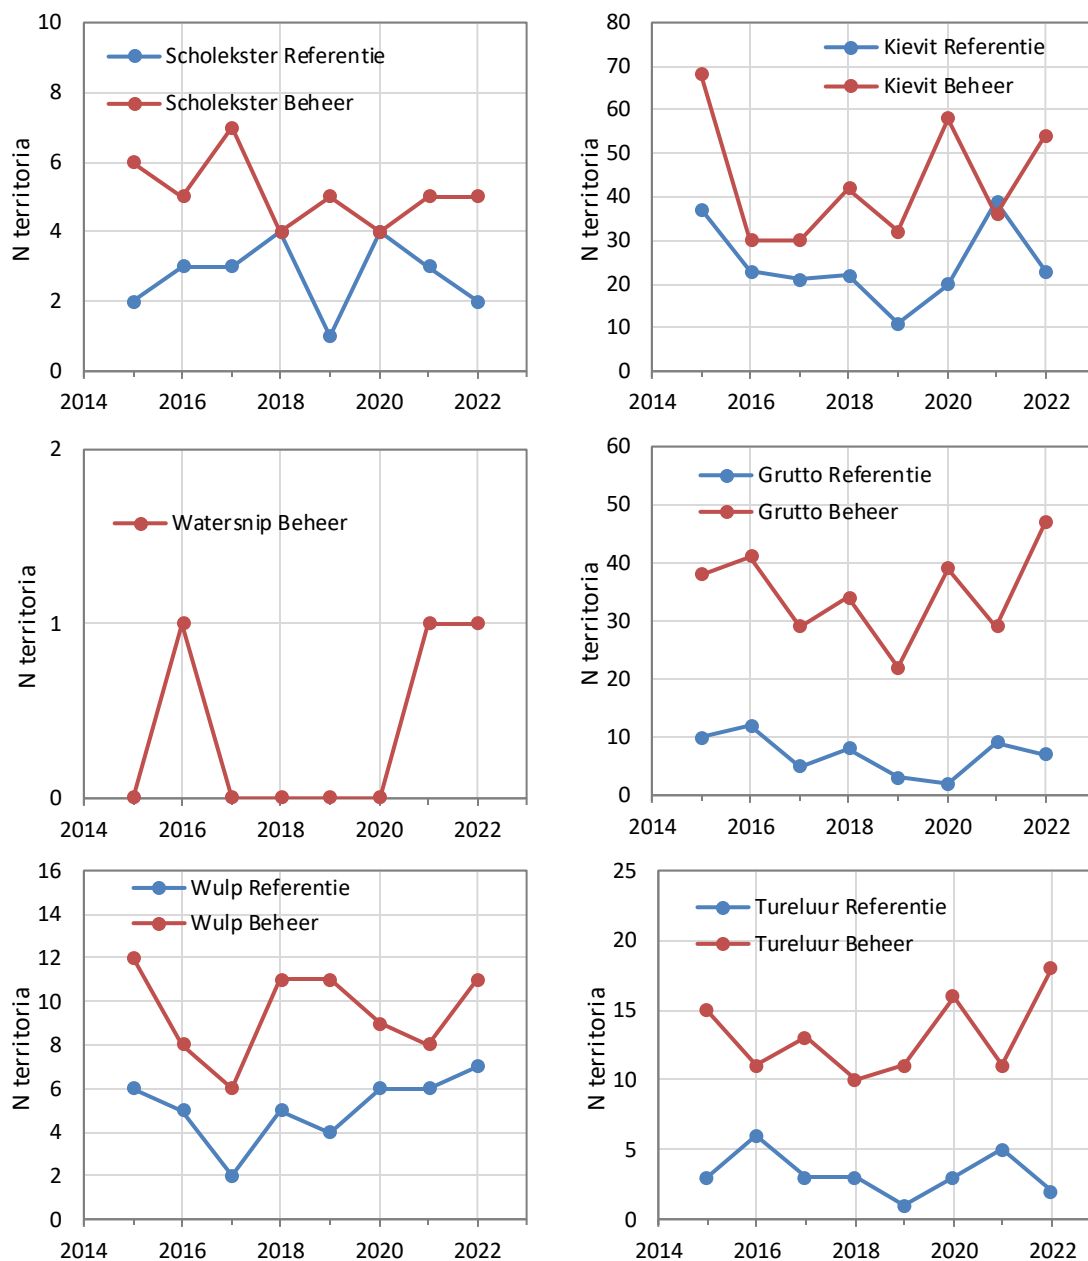 10
8
6
4
2
0
N territoria
Scholekster Referentie
Scholekster Beheer
2014 2016 2018 2020 2022
80
70
60
50
40
30
20
10
0
N territoria
Kievit Referentie
Kievit Beheer
2014 2016 2018 2020 2022
2
1
0
N territoria
Watersnip Beheer
2014 2016 2018 2020 2022
60
50
40
30
20
10
0
N territoria
Grutto Referentie
Grutto Beheer
2014 2016 2018 2020 2022
16
14
12
10
8
6
4
2
0
N territoria
Wulp Referentie
Wulp Beheer
2014 2016 2018 2020 2022
25
20
15
10
5
0
N territoria
Tureluur Referentie
Tureluur Beheer
2014 2016 2018 2020 2022